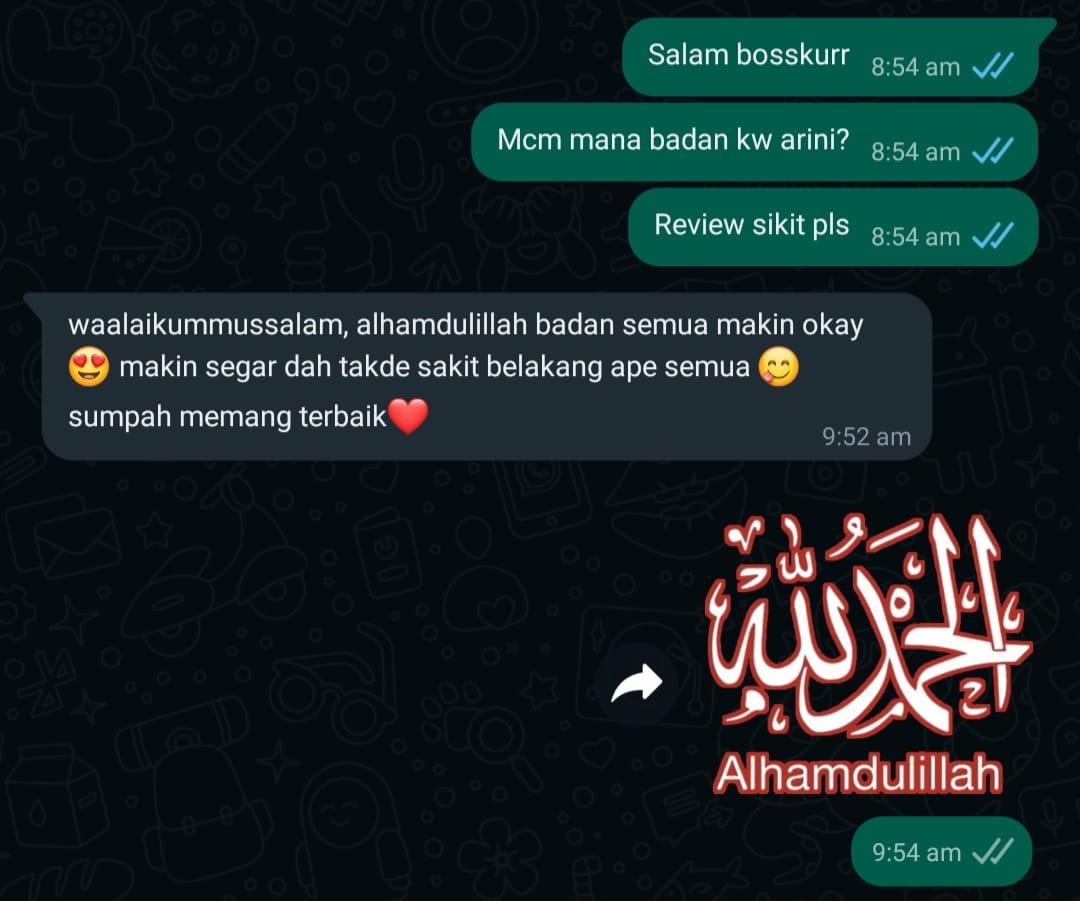 Salam bosskurr 8:54 am
Mcm mana badan kw arini? 8:54 am
Review sikit pls 8:54 am
waalaikummussalam, alhamdulillah badan semua makin okay
😍 makin segar dah takde sakit belakang ape semua 😋
sumpah memang terbaik❤️
9:52 am
الحمد لله
Alhamdulillah
9:54 am